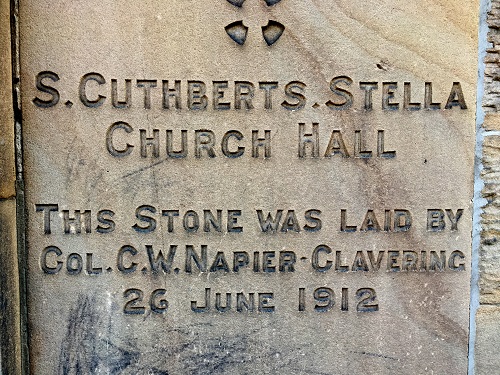 S. CUTHBERTS. STELLA
CHURCH HALL
THIS STONE WAS LAID BY
COL. C. W. NAPIER-CLAVERING
26 JUNE 1912